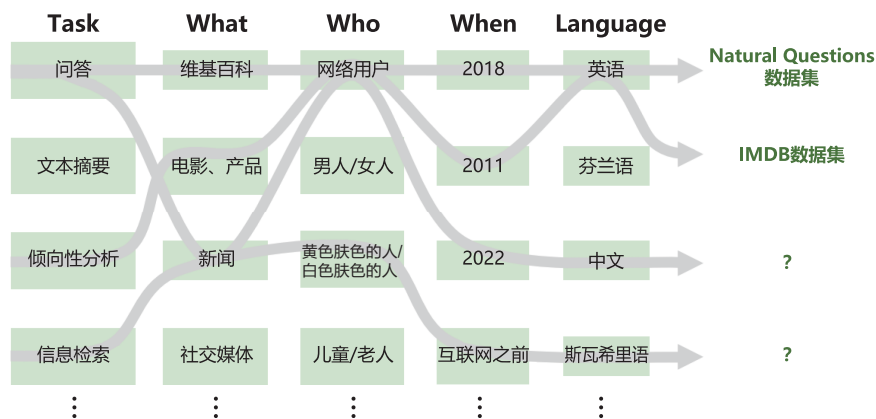 Task What Who When Language
问答 维基百科 网络用户 2018 英语 Natural Questions
数据集
文本摘要 电影、产品 男人/女人 2011 芬兰语 IMDB数据集
倾向性分析 新闻 黄色肤色的人/
白色肤色的人 2022 中文 ?
信息检索 社交媒体 儿童/老人 互联网之前 斯瓦希里语 ?
⋮ ⋮ ⋮ ⋮ ⋮